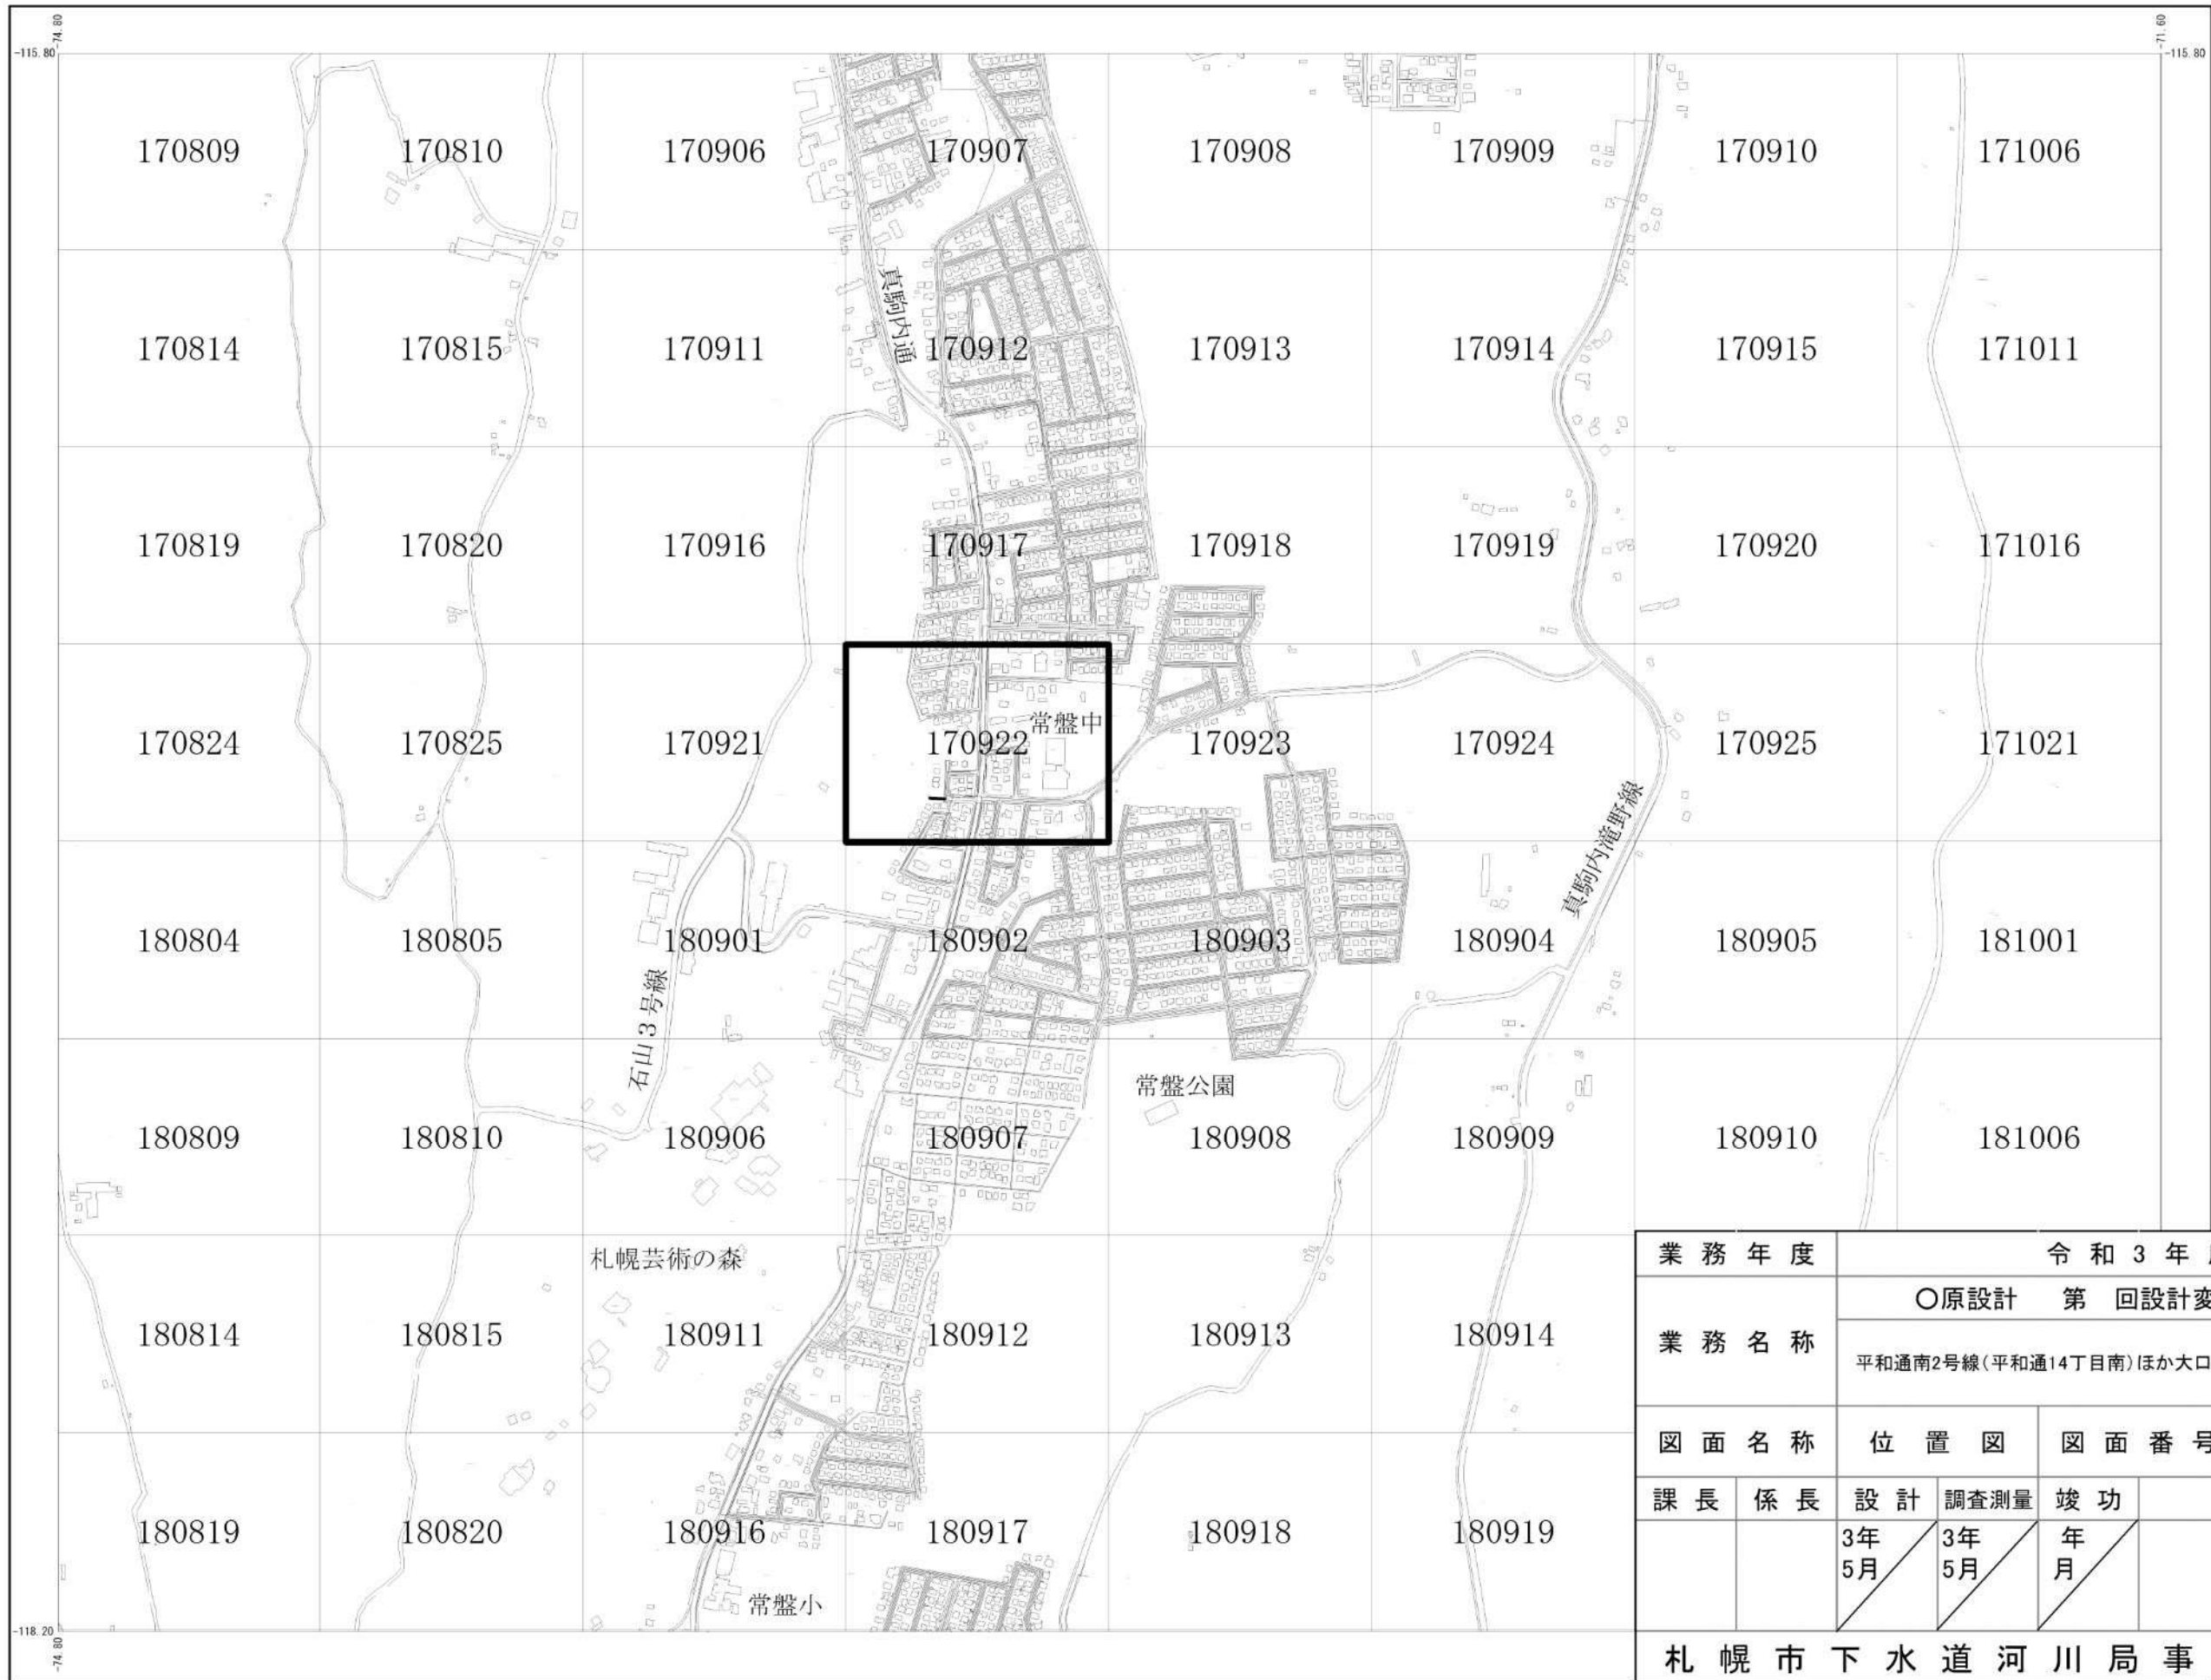 -74.80
-71.60
-115.80
-115.80
170809 170810 170906 170907 170908 170909 170910 171006
真駒内通
170814 170815 170911 170912 170913 170914 170915 171011
170819 170820 170916 170917 170918 170919 170920 171016
常盤中
170824 170825 170921 170922 170923 170924 170925 171021
真駒内滝野線
180804 180805 180901 180902 180903 180904 180905 181001
石山3号線
常盤公園
180809 180810 180906 180907 180908 180909 180910 181006
札幌芸術の森
180814 180815 180911 180912 180913 180914
180819 180820 180916 180917 180918 180919
常盤小
-118.20
-74.80
業務年度 令和3年
業務名称 〇原設計 第 回設計変
平和通南2号線(平和通14丁目南)ほか大口
図面名称 位置図 図面番号
課長 係長 設計 調査測量 竣功
3年 3年 年
5月 5月 月
札幌市下水道河川局事